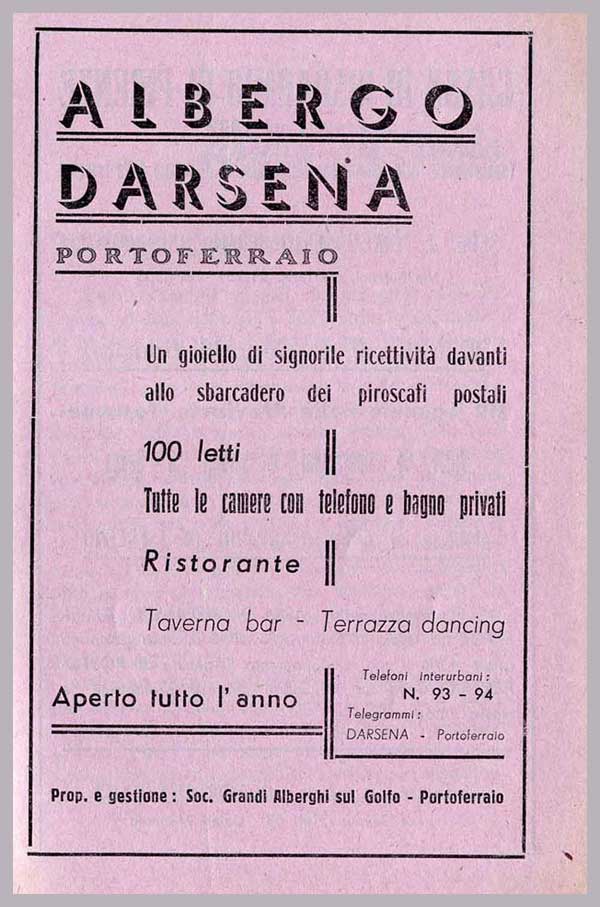 ALBERGO
DARSENA
PORTOFERRAIO
Un gioiello di signorile ricettività davanti
allo sbarcadero dei piroscafi postali
100 letti
Tutte le camere con telefono e bagno privati
Ristorante
Taverna bar - Terrazza dancing
Aperto tutto l'anno
Telefoni interurbani:
N. 93 - 94
Telegrammi:
DARSENA - Portoferraio
Prop. e gestione: Soc. Grandi Alberghi sul Golfo - Portoferraio